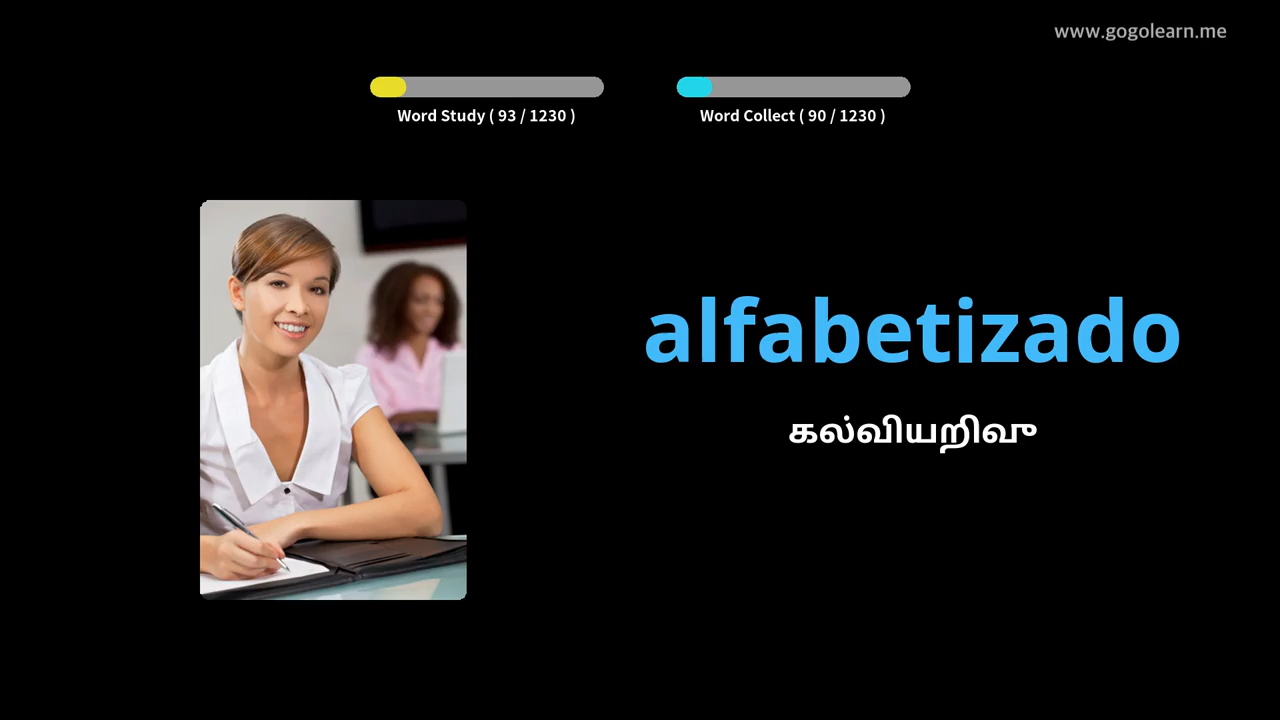 www.gogolearn.me
Word Study ( 93 / 1230 )
Word Collect ( 90 / 1230 )
alfabetizado
கல்வியறிவு